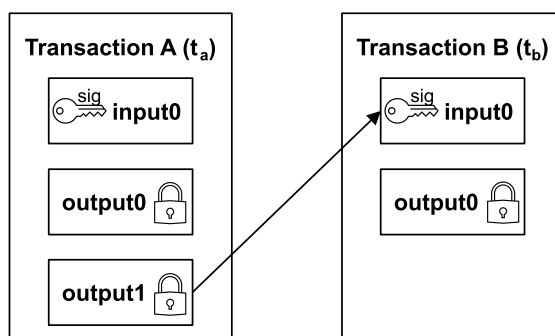 Transaction A (ta)
sig
input0
output0
output1
Transaction B (tb)
sig
input0
output0